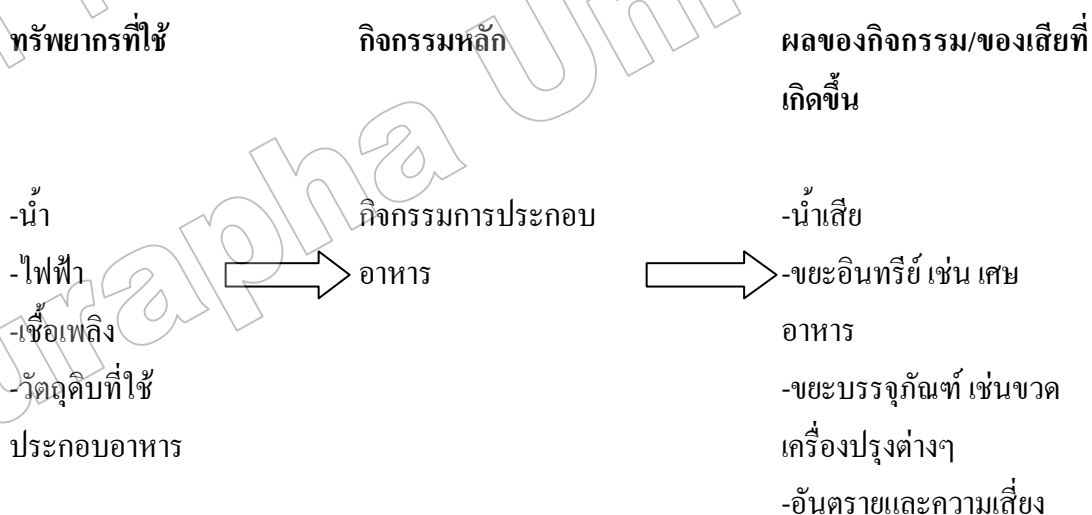 ทรัพยากรที่ใช้
กิจกรรมหลัก
ผลของกิจกรรม/ของเสียที่
เกิดขึ้น
-น้ำ
-ไฟฟ้า
-เชื้อเพลิง
-วัตถุดิบที่ใช้
ประกอบอาหาร
กิจกรรมการประกอบ
อาหาร
-น้ำเสีย
-ขยะอินทรีย์ เช่น เศษ
อาหาร
-ขยะบรรจุภัณฑ์ เช่นขวด
เครื่องปรุงต่างๆ
-อันตรายและความเสี่ยง